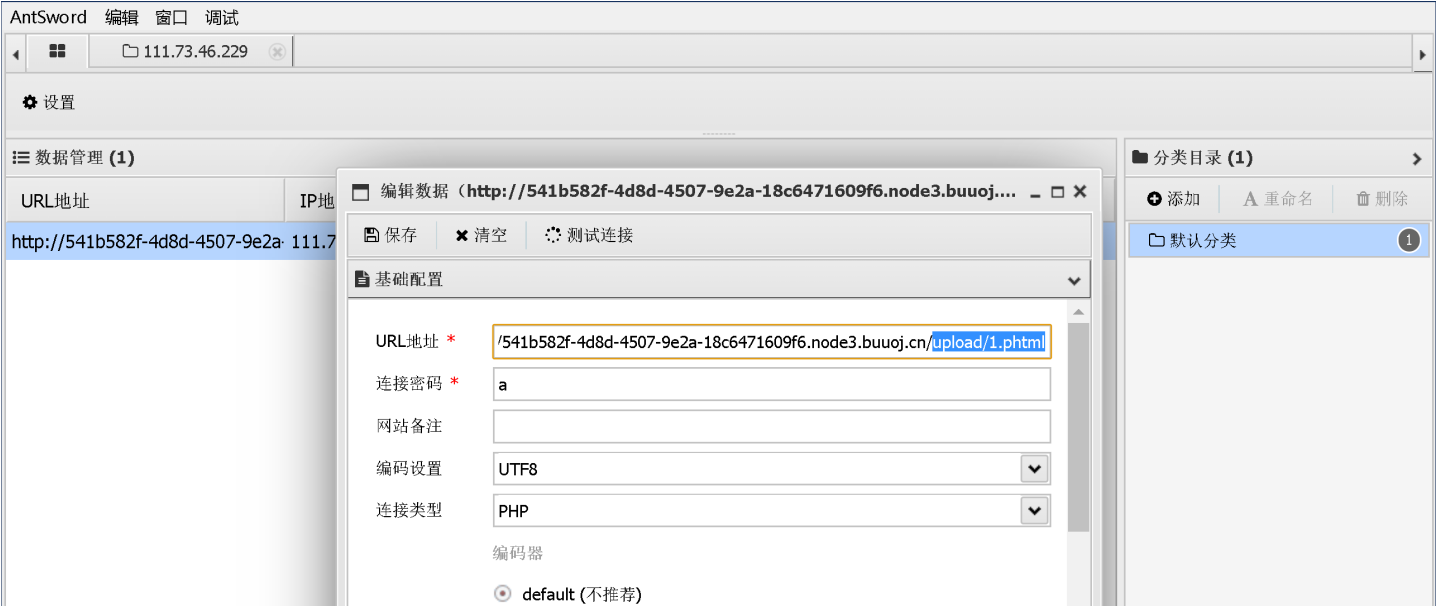 AntSword 编辑 窗口 调试
111.73.46.229
设置
数据管理 (1)
分类目录 (1)
URL地址 IP地
添加 重命名 删除
http://541b582f-4d8d-4507-9e2a- 111.7
默认分类 1
编辑数据（http://541b582f-4d8d-4507-9e2a-18c6471609f6.node3.buuoj....
保存 清空 测试连接
基础配置
URL地址 * /541b582f-4d8d-4507-9e2a-18c6471609f6.node3.buuoj.cn/upload/1.phtml
连接密码 * a
网站备注
编码设置 UTF8
连接类型 PHP
编码器
default (不推荐)